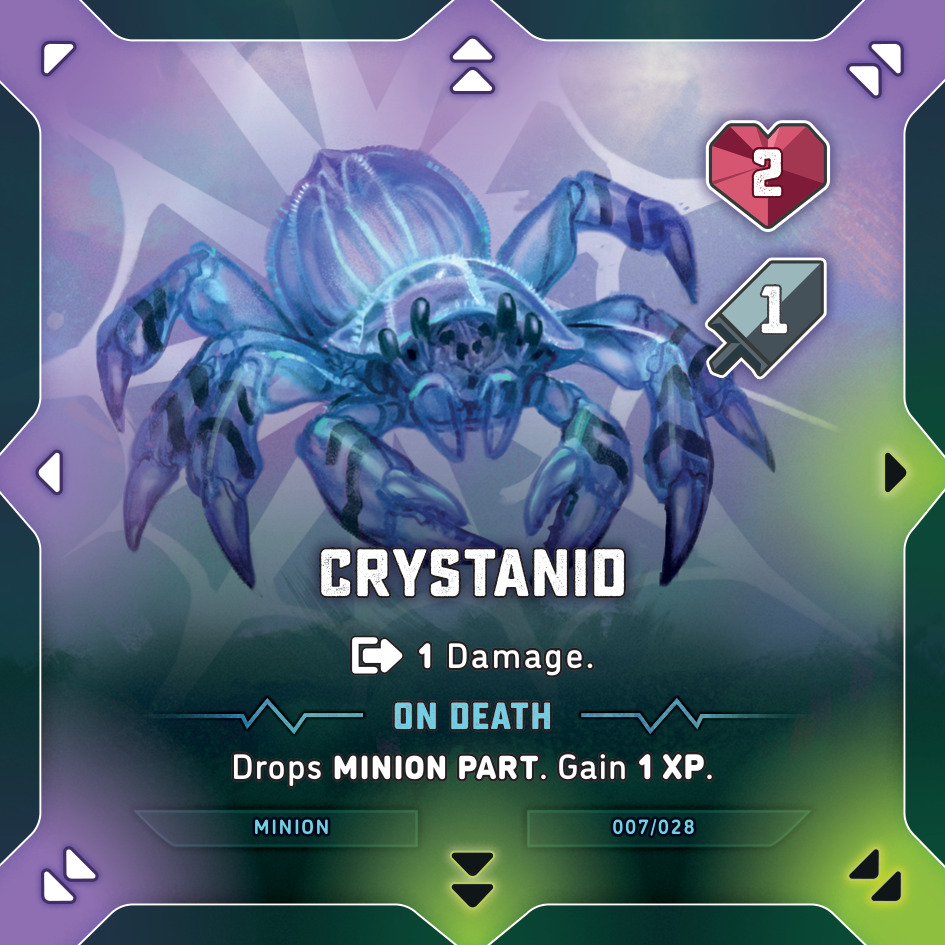 2
1
CRYSTANID
1 Damage.
ON DEATH
Drops MINION PART. Gain 1 XP.
MINION 007/028